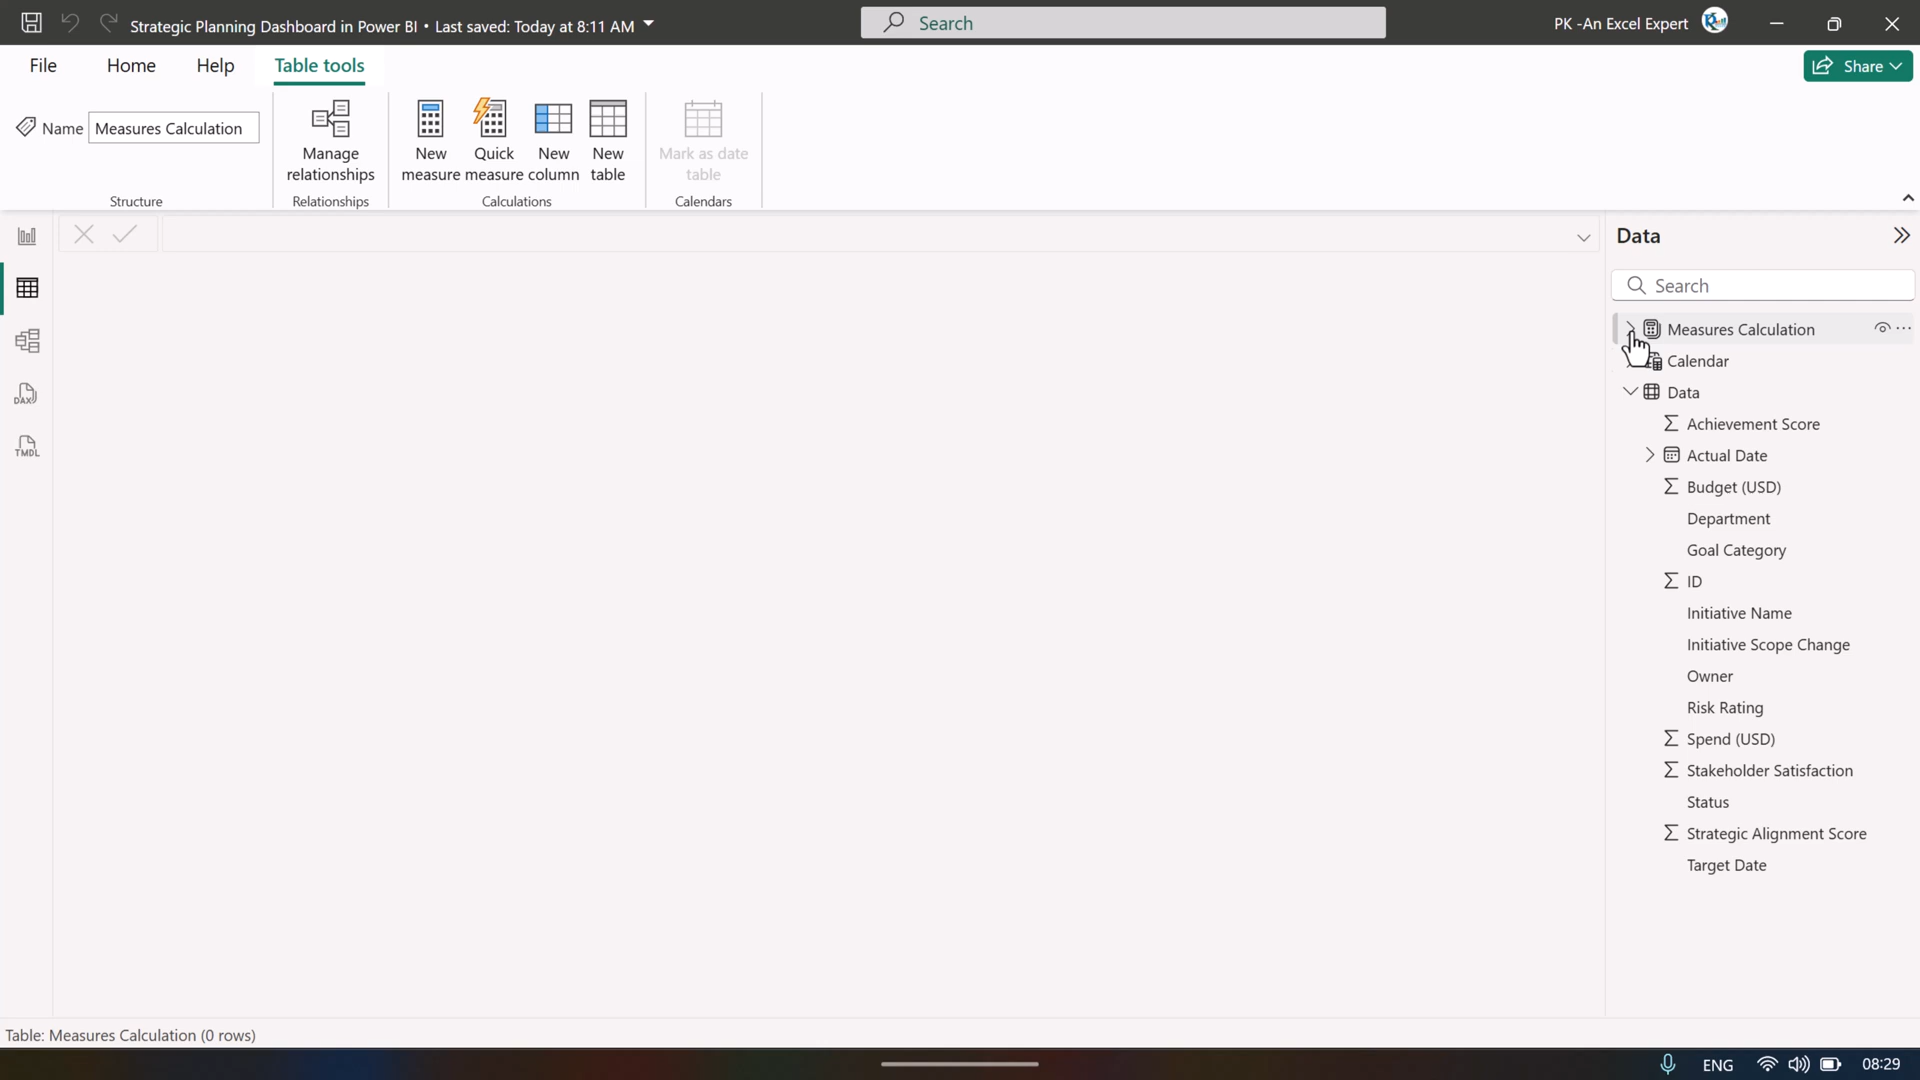 Strategic Planning Dashboard in Power BI • Last saved: Today at 8:11 AM
Search
PK -An Excel Expert
File
Home
Help
Table tools
Share
Name
Measures Calculation
Manage
relationships
New
measure
Quick
measure
New
column
New
table
Mark as date
table
Structure
Relationships
Calculations
Calendars
Data
Search
Measures Calculation
Calendar
Data
Achievement Score
Actual Date
Budget (USD)
Department
Goal Category
ID
Initiative Name
Initiative Scope Change
Owner
Risk Rating
Spend (USD)
Stakeholder Satisfaction
Status
Strategic Alignment Score
Target Date
DAX
TMDL
Table: Measures Calculation (0 rows)
ENG
08:29